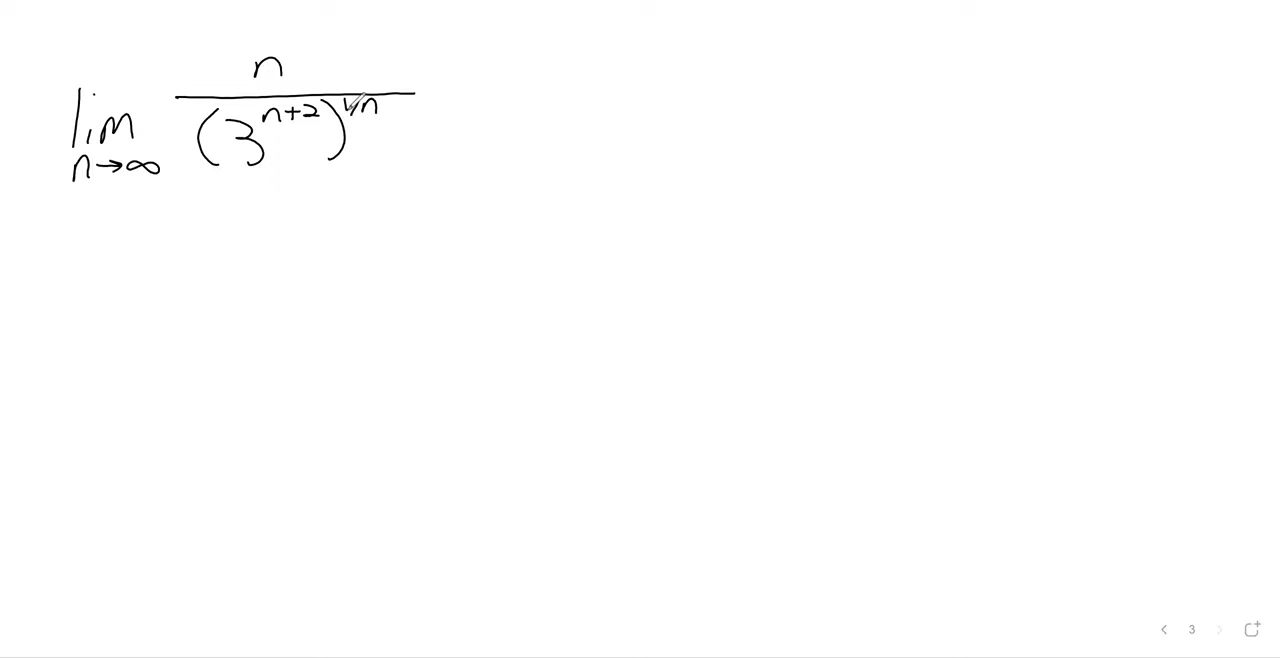 lim n→∞ n / (3^(n+2))^(1/n)
< 3 >